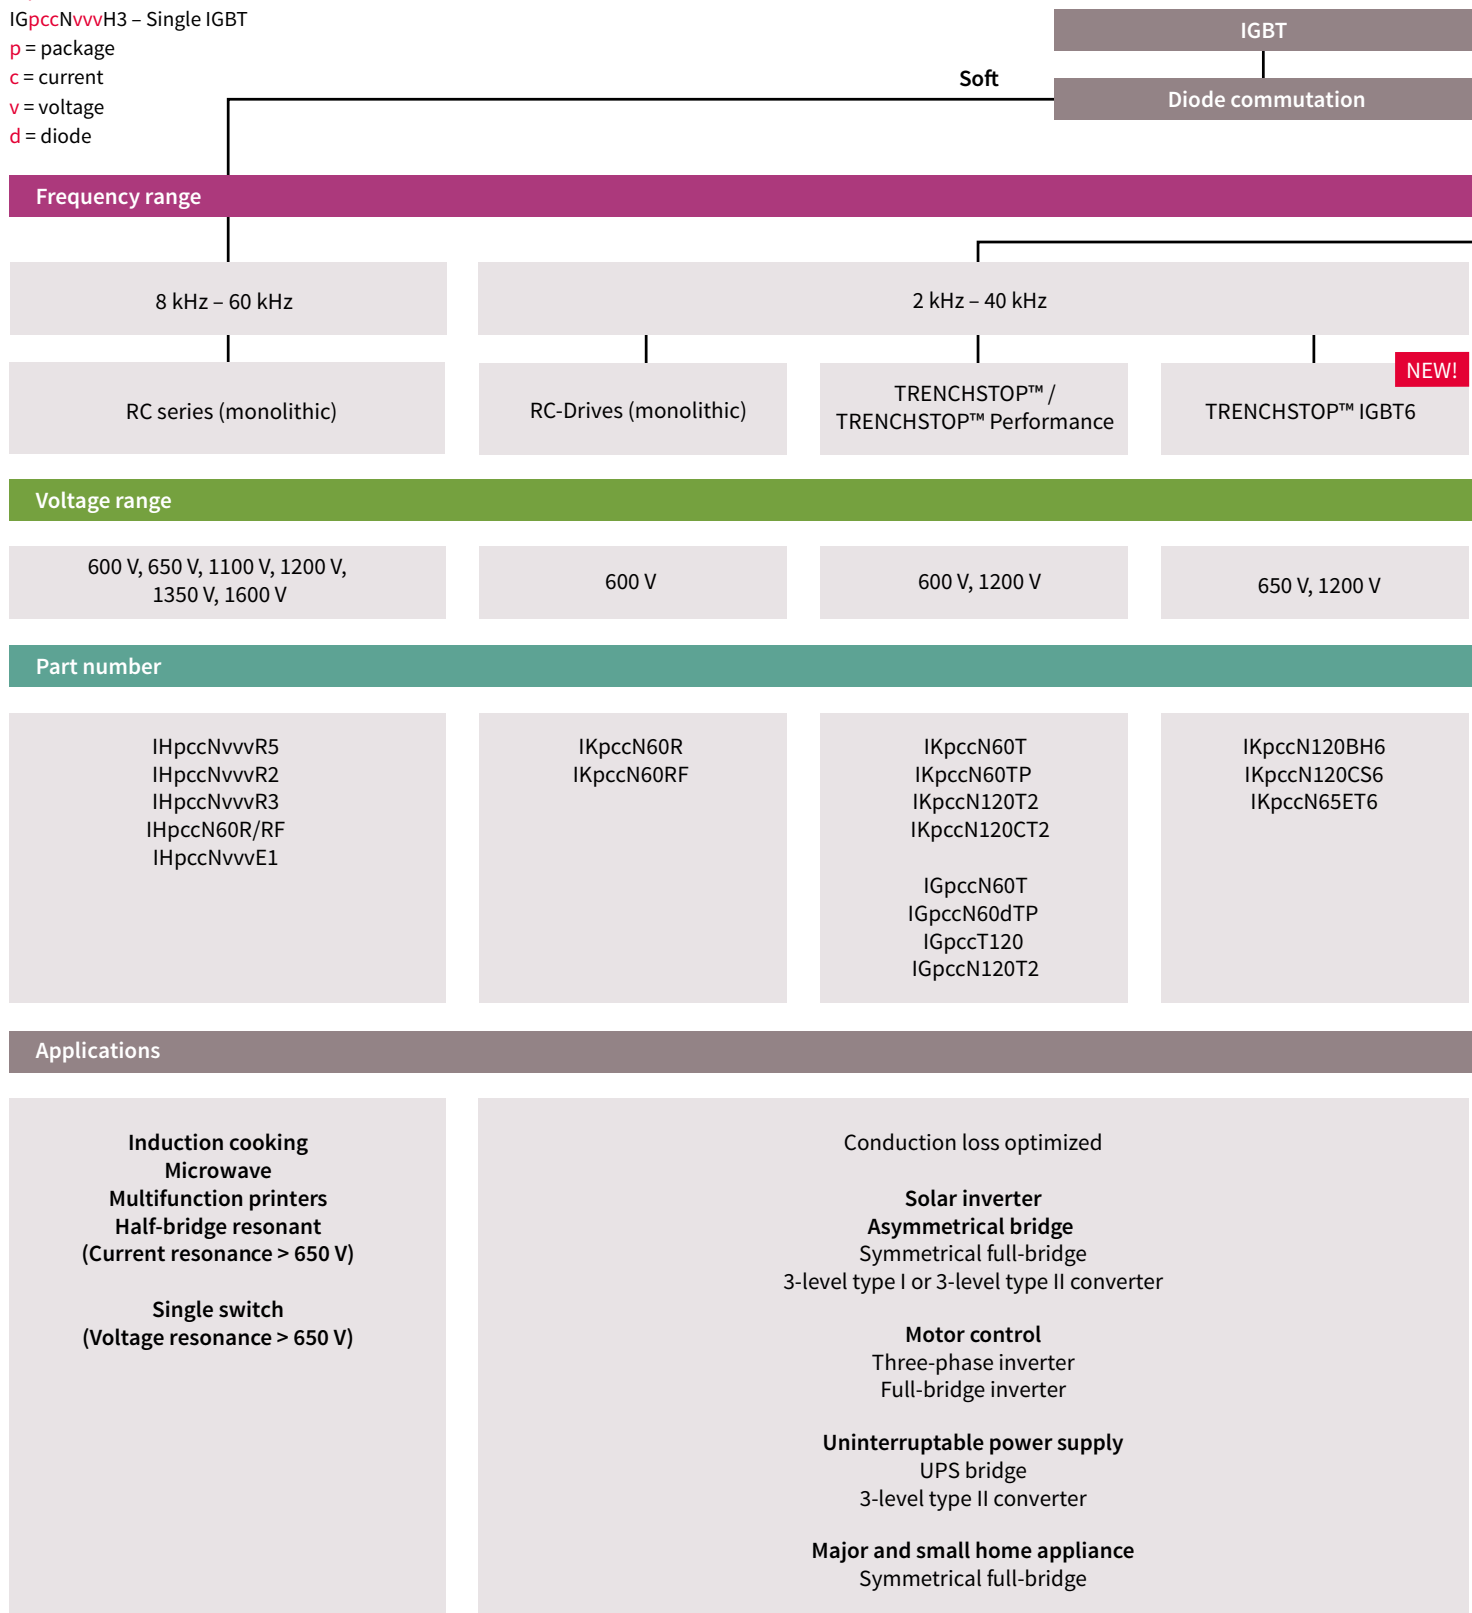 IGpccNvvvH3 – Single IGBT
p = package
c = current
v = voltage
d = diode
IGBT
Soft
Diode commutation
Frequency range
8 kHz – 60 kHz
2 kHz – 40 kHz
RC series (monolithic)
RC-Drives (monolithic)
TRENCHSTOP™ /
TRENCHSTOP™ Performance
NEW!
TRENCHSTOP™ IGBT6
Voltage range
600 V, 650 V, 1100 V, 1200 V,
1350 V, 1600 V
600 V
600 V, 1200 V
650 V, 1200 V
Part number
IHpccNvvvR5
IHpccNvvvR2
IHpccNvvvR3
IHpccN60R/RF
IHpccNvvvE1
IKpccN60R
IKpccN60RF
IKpccN60T
IKpccN60TP
IKpccN120T2
IKpccN120CT2
IGpccN60T
IGpccN60dTP
IGpccT120
IGpccN120T2
IKpccN120BH6
IKpccN120CS6
IKpccN65ET6
Applications
Induction cooking
Microwave
Multifunction printers
Half-bridge resonant
(Current resonance > 650 V)
Single switch
(Voltage resonance > 650 V)
Conduction loss optimized
Solar inverter
Asymmetrical bridge
Symmetrical full-bridge
3-level type I or 3-level type II converter
Motor control
Three-phase inverter
Full-bridge inverter
Uninterruptable power supply
UPS bridge
3-level type II converter
Major and small home appliance
Symmetrical full-bridge